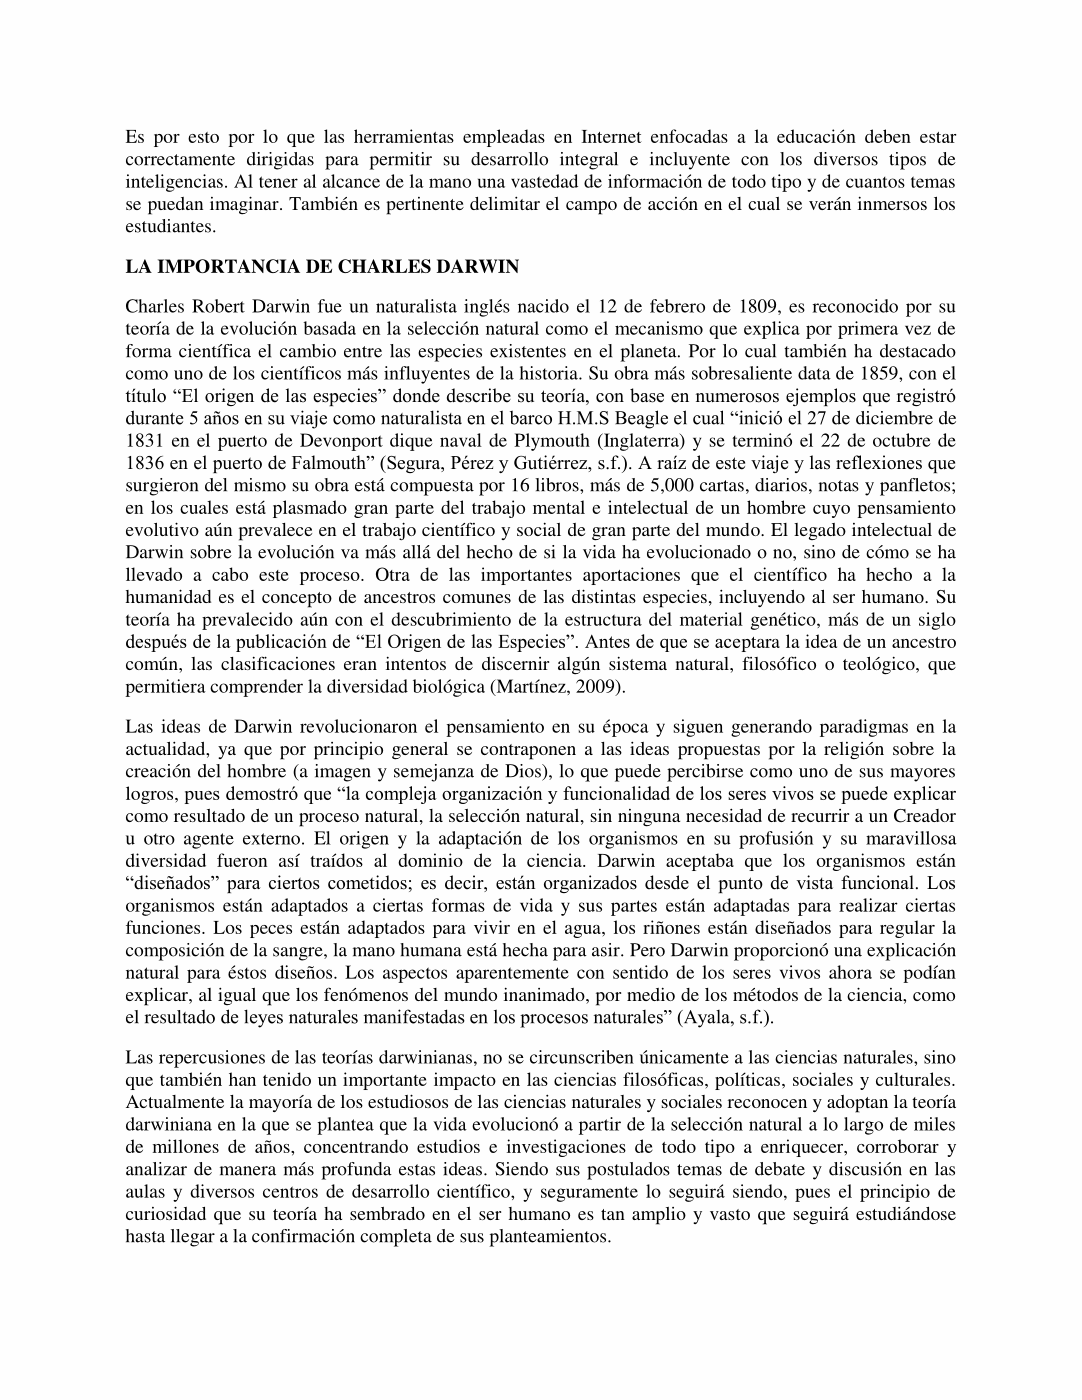 Es por esto por lo que las herramientas empleadas en Internet enfocadas a la educación deben estar
correctamente dirigidas para permitir su desarrollo integral e incluyente con los diversos tipos de
inteligencias. Al tener al alcance de la mano una vastedad de información de todo tipo y de cuantos temas
se puedan imaginar. También es pertinente delimitar el campo de acción en el cual se verán inmersos los
estudiantes.
LA IMPORTANCIA DE CHARLES DARWIN
Charles Robert Darwin fue un naturalista inglés nacido el 12 de febrero de 1809, es reconocido por su
teoría de la evolución basada en la selección natural como el mecanismo que explica por primera vez de
forma científica el cambio entre las especies existentes en el planeta. Por lo cual también ha destacado
como uno de los científicos más influyentes de la historia. Su obra más sobresaliente data de 1859, con el
título “El origen de las especies” donde describe su teoría, con base en numerosos ejemplos que registró
durante 5 años en su viaje como naturalista en el barco H.M.S Beagle el cual “inició el 27 de diciembre de
1831 en el puerto de Devonport dique naval de Plymouth (Inglaterra) y se terminó el 22 de octubre de
1836 en el puerto de Falmouth” (Segura, Pérez y Gutiérrez, s.f.). A raíz de este viaje y las reflexiones que
surgieron del mismo su obra está compuesta por 16 libros, más de 5,000 cartas, diarios, notas y panfletos;
en los cuales está plasmado gran parte del trabajo mental e intelectual de un hombre cuyo pensamiento
evolutivo aún prevalece en el trabajo científico y social de gran parte del mundo. El legado intelectual de
Darwin sobre la evolución va más allá del hecho de si la vida ha evolucionado o no, sino de cómo se ha
llevado a cabo este proceso. Otra de las importantes aportaciones que el científico ha hecho a la
humanidad es el concepto de ancestros comunes de las distintas especies, incluyendo al ser humano. Su
teoría ha prevalecido aún con el descubrimiento de la estructura del material genético, más de un siglo
después de la publicación de “El Origen de las Especies”. Antes de que se aceptara la idea de un ancestro
común, las clasificaciones eran intentos de discernir algún sistema natural, filosófico o teológico, que
permitiera comprender la diversidad biológica (Martínez, 2009).
Las ideas de Darwin revolucionaron el pensamiento en su época y siguen generando paradigmas en la
actualidad, ya que por principio general se contraponen a las ideas propuestas por la religión sobre la
creación del hombre (a imagen y semejanza de Dios), lo que puede percibirse como uno de sus mayores
logros, pues demostró que “la compleja organización y funcionalidad de los seres vivos se puede explicar
como resultado de un proceso natural, la selección natural, sin ninguna necesidad de recurrir a un Creador
u otro agente externo. El origen y la adaptación de los organismos en su profusión y su maravillosa
diversidad fueron así traídos al dominio de la ciencia. Darwin aceptaba que los organismos están
“diseñados” para ciertos cometidos; es decir, están organizados desde el punto de vista funcional. Los
organismos están adaptados a ciertas formas de vida y sus partes están adaptadas para realizar ciertas
funciones. Los peces están adaptados para vivir en el agua, los riñones están diseñados para regular la
composición de la sangre, la mano humana está hecha para asir. Pero Darwin proporcionó una explicación
natural para éstos diseños. Los aspectos aparentemente con sentido de los seres vivos ahora se podían
explicar, al igual que los fenómenos del mundo inanimado, por medio de los métodos de la ciencia, como
el resultado de leyes naturales manifestadas en los procesos naturales” (Ayala, s.f.).
Las repercusiones de las teorías darwinianas, no se circunscriben únicamente a las ciencias naturales, sino
que también han tenido un importante impacto en las ciencias filosóficas, políticas, sociales y culturales.
Actualmente la mayoría de los estudiosos de las ciencias naturales y sociales reconocen y adoptan la teoría
darwiniana en la que se plantea que la vida evolucionó a partir de la selección natural a lo largo de miles
de millones de años, concentrando estudios e investigaciones de todo tipo a enriquecer, corroborar y
analizar de manera más profunda estas ideas. Siendo sus postulados temas de debate y discusión en las
aulas y diversos centros de desarrollo científico, y seguramente lo seguirá siendo, pues el principio de
curiosidad que su teoría ha sembrado en el ser humano es tan amplio y vasto que seguirá estudiándose
hasta llegar a la confirmación completa de sus planteamientos.